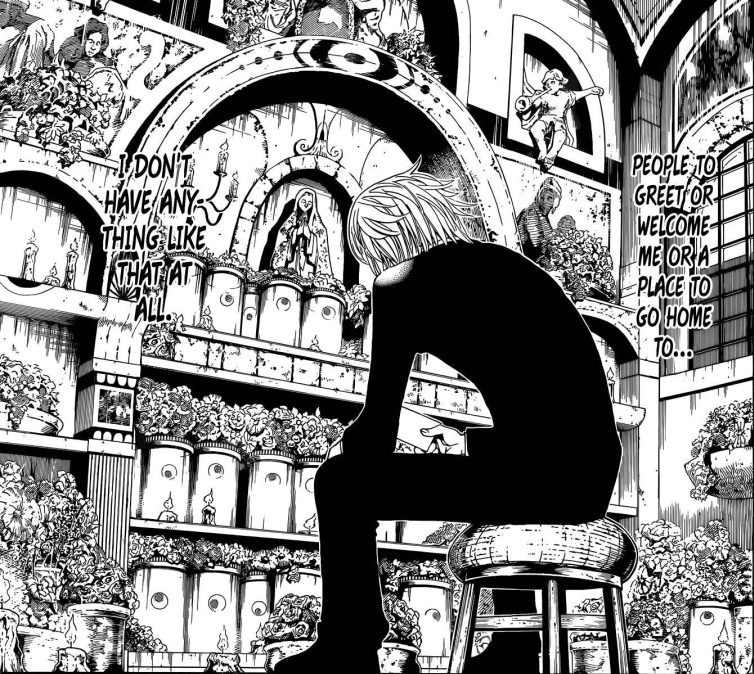 PEOPLE TO
GREET OR
WELCOME
ME OR A
PLACE TO
GO HOME
TO...
I DON'T
HAVE ANY-
THING LIKE
THAT AT
ALL.